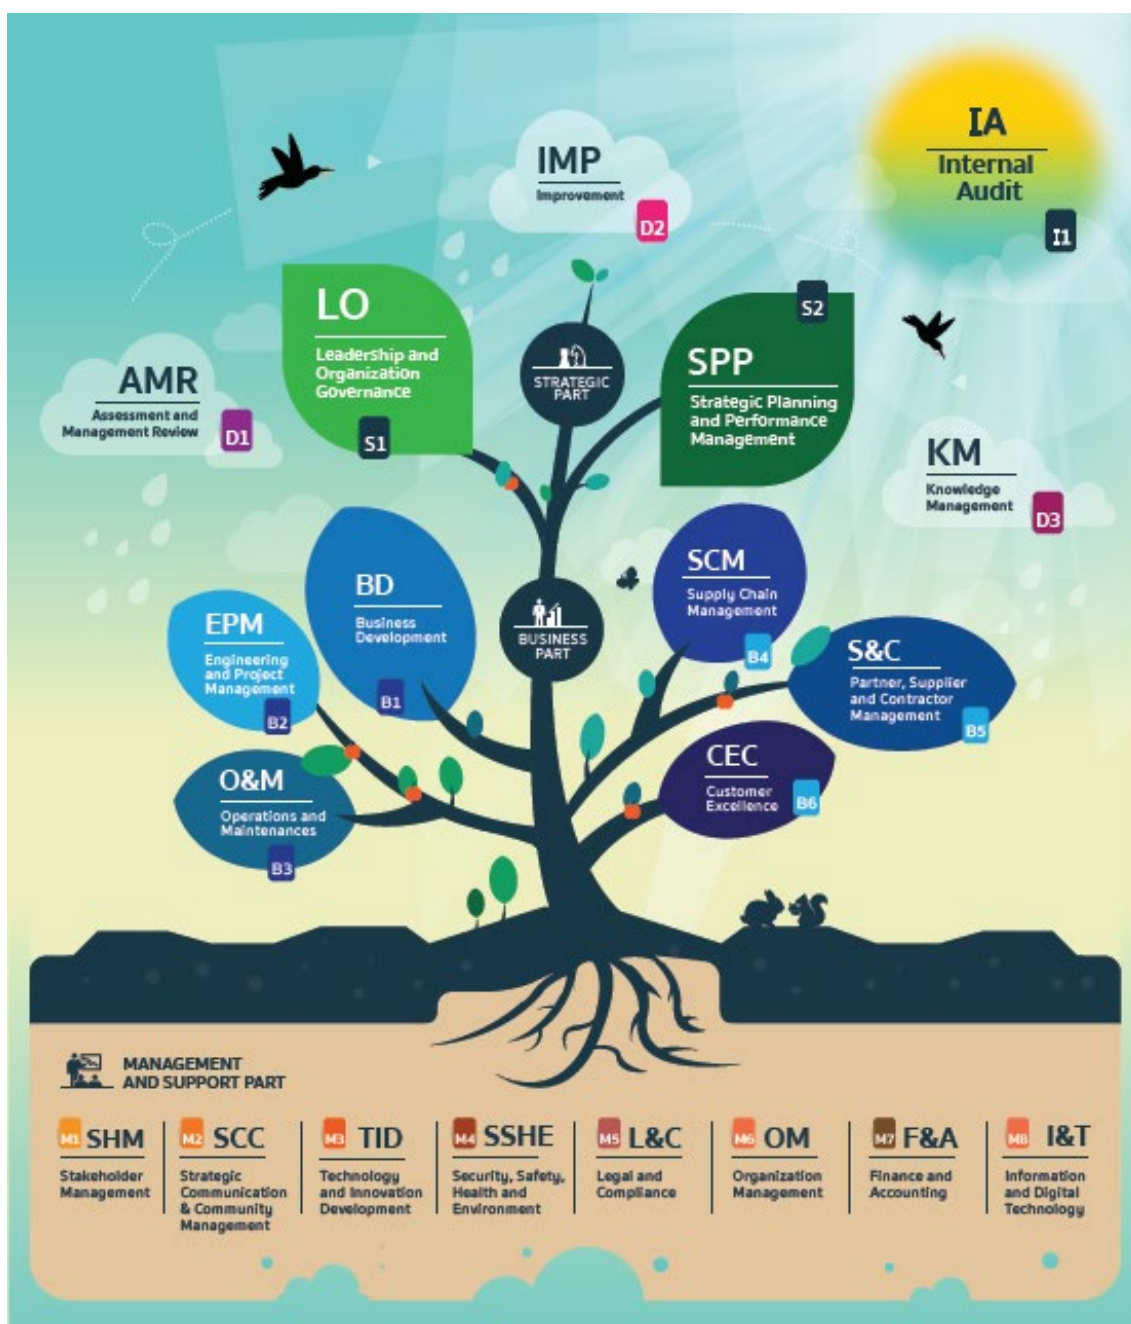 IA
Internal
Audit
I1
IMP
Improvement
D2
LO
Leadership and
Organization
Governance
S1
STRATEGIC
PART
S2
SPP
Strategic Planning
and Performance
Management
AMR
Assessment and
Management Review
D1
KM
Knowledge
Management
D3
BD
Business
Development
B1
BUSINESS
PART
SCM
Supply Chain
Management
B4
EPM
Engineering
and Project
Management
B2
S&C
Partner, Supplier
and Contractor
Management
B5
O&M
Operations and
Maintenances
B3
CEC
Customer
Excellence
B6
MANAGEMENT
AND SUPPORT PART
M1 SHM
Stakeholder
Management
M2 SCC
Strategic
Communication
& Community
Management
M3 TID
Technology
and Innovation
Development
M4 SSHE
Security, Safety,
Health and
Environment
M5 L&C
Legal and
Compliance
M6 OM
Organization
Management
M7 F&A
Finance and
Accounting
M8 I&T
Information
and Digital
Technology